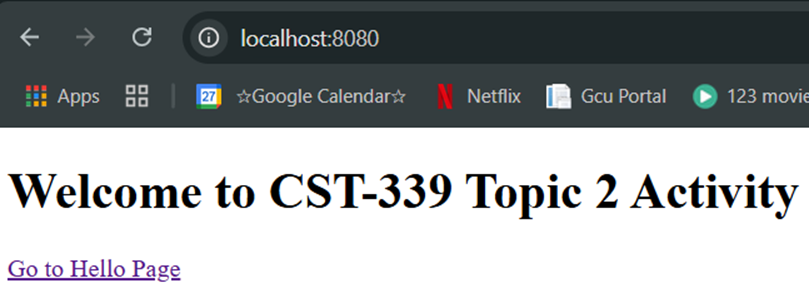 localhost:8080
Apps 27 ☆Google Calendar☆ Netflix Gcu Portal 123 movie
Welcome to CST-339 Topic 2 Activity
Go to Hello Page